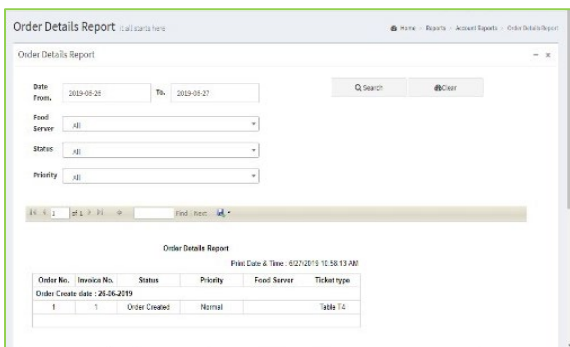 Order Details Report it all starts here
Home > Reports > Account Reports > Order Details Report
Order Details Report
Date From. 2019-06-26 To. 2019-06-27 Search Clear
Food Server All
Status All
Priority All
1 of 1 Find | Next
Order Details Report
Print Date & Time : 6/27/2019 10:58:13 AM
Order No. Invoice No. Status Priority Food Server Ticket type
Order Create date : 26-06-2019
1 1 Order Created Normal Table T4